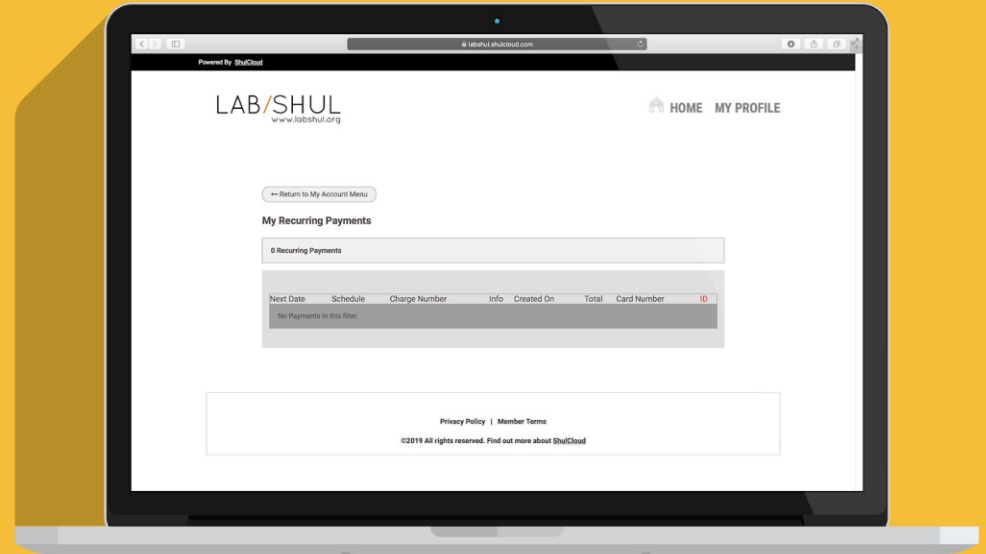 labshul.shulcloud.com
Powered By ShulCloud
LAB/SHUL
www.labshul.org
HOME MY PROFILE
← Return to My Account Menu
My Recurring Payments
0 Recurring Payments
Next Date Schedule Charge Number Info Created On Total Card Number ID
No Payments in this filter.
Privacy Policy | Member Terms
©2019 All rights reserved. Find out more about ShulCloud